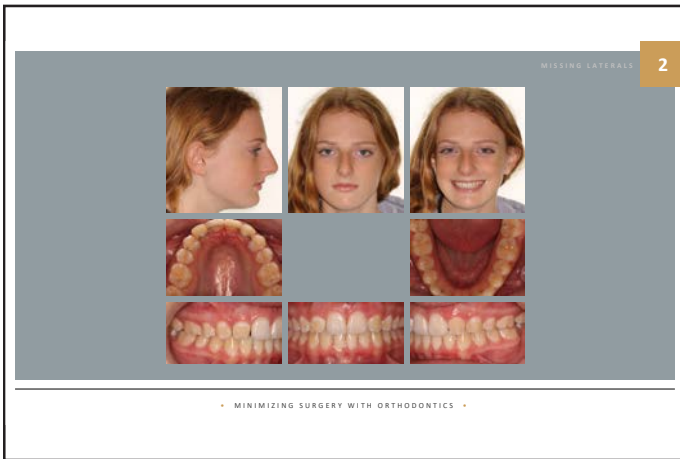 MISSING LATERALS 2
• MINIMIZING SURGERY WITH ORTHODONTICS •